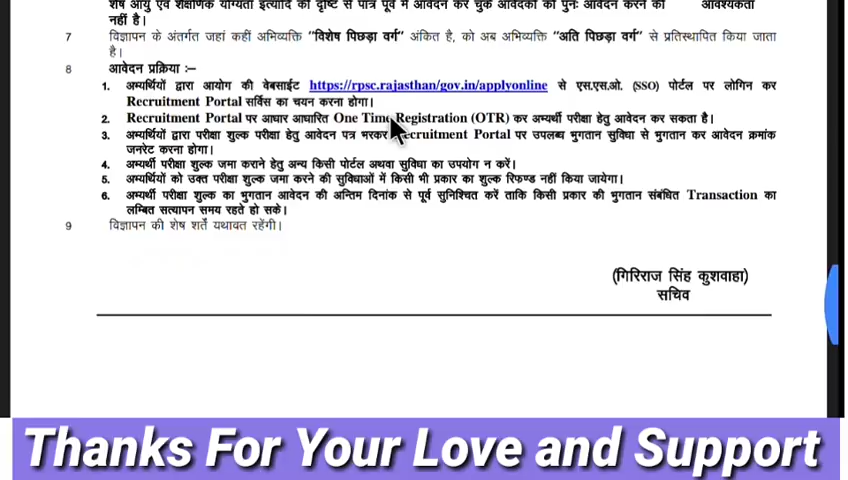 शेष आयु एवं शैक्षणिक योग्यता इत्यादि की दृष्टि से पात्र पूर्व में आवेदन कर चुके आवेदकों को पुनः आवेदन करने की आवश्यकता
नहीं है।
7 विज्ञापन के अंतर्गत जहां कहीं अभिव्यक्ति "विशेष पिछड़ा वर्ग" अंकित है, को अब अभिव्यक्ति "अति पिछड़ा वर्ग" से प्रतिस्थापित किया जाता
है।
8 आवेदन प्रक्रिया :–
1. अभ्यर्थियों द्वारा आयोग की वेबसाईट https://rpsc.rajasthan/gov.in/applyonline से एस.एस.ओ. (SSO) पोर्टल पर लोगिन कर
Recruitment Portal सर्विस का चयन करना होगा।
2. Recruitment Portal पर आधार आधारित One Time Registration (OTR) कर अभ्यर्थी परीक्षा हेतु आवेदन कर सकता है।
3. अभ्यर्थियों द्वारा परीक्षा शुल्क परीक्षा हेतु आवेदन पत्र भरकर Recruitment Portal पर उपलब्ध भुगतान सुविधा से भुगतान कर आवेदन क्रमांक
जनरेट करना होगा।
4. अभ्यर्थी परीक्षा शुल्क जमा कराने हेतु अन्य किसी पोर्टल अथवा सुविधा का उपयोग न करें।
5. अभ्यर्थियों को उक्त परीक्षा शुल्क जमा करने की सुविधाओं में किसी भी प्रकार का शुल्क रिफण्ड नहीं किया जायेगा।
6. अभ्यर्थी परीक्षा शुल्क का भुगतान आवेदन की अन्तिम दिनांक से पूर्व सुनिश्चित करें ताकि किसी प्रकार की भुगतान संबंधित Transaction का
लम्बित सत्यापन समय रहते हो सके।
9 विज्ञापन की शेष शर्तें यथावत रहेंगी।
(गिरिराज सिंह कुशवाहा)
सचिव
Thanks For Your Love and Support